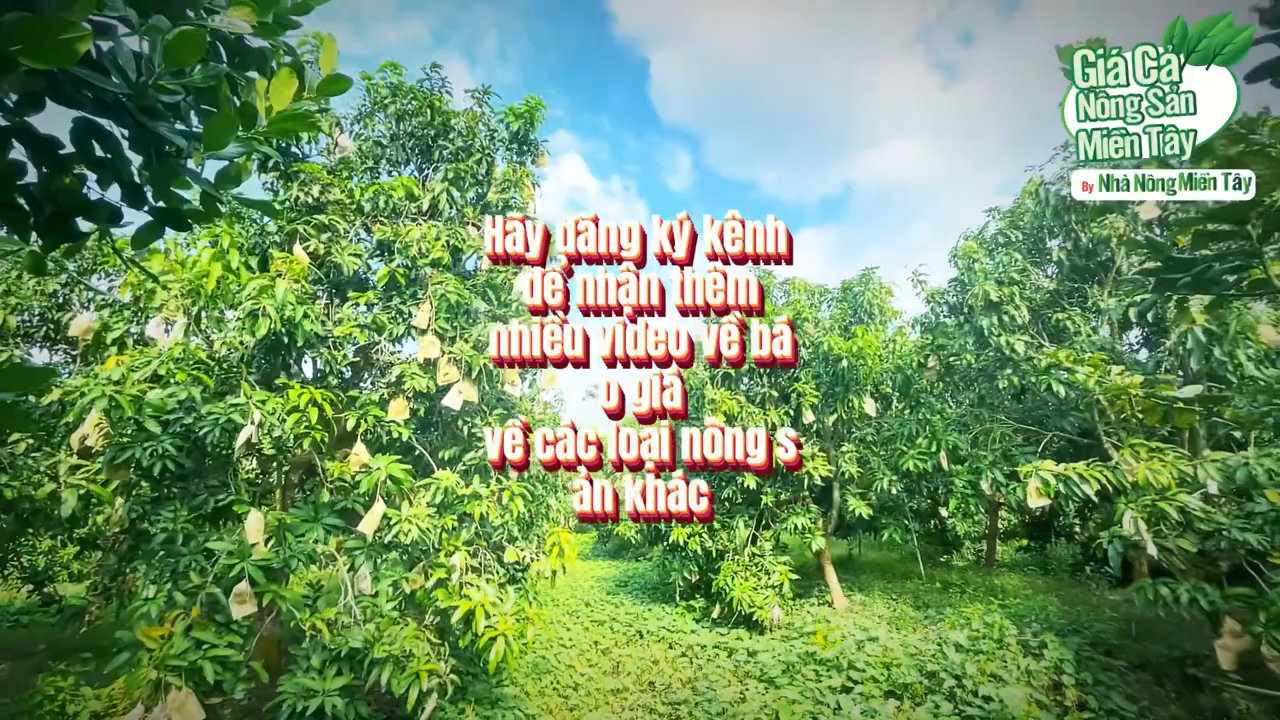 Giá Cả
Nông Sản
Miền Tây
By Nhà Nông Miền Tây
Hãy đăng ký kênh
để nhận thêm
nhiều video về bá
o giá
về các loại nông s
ản khác